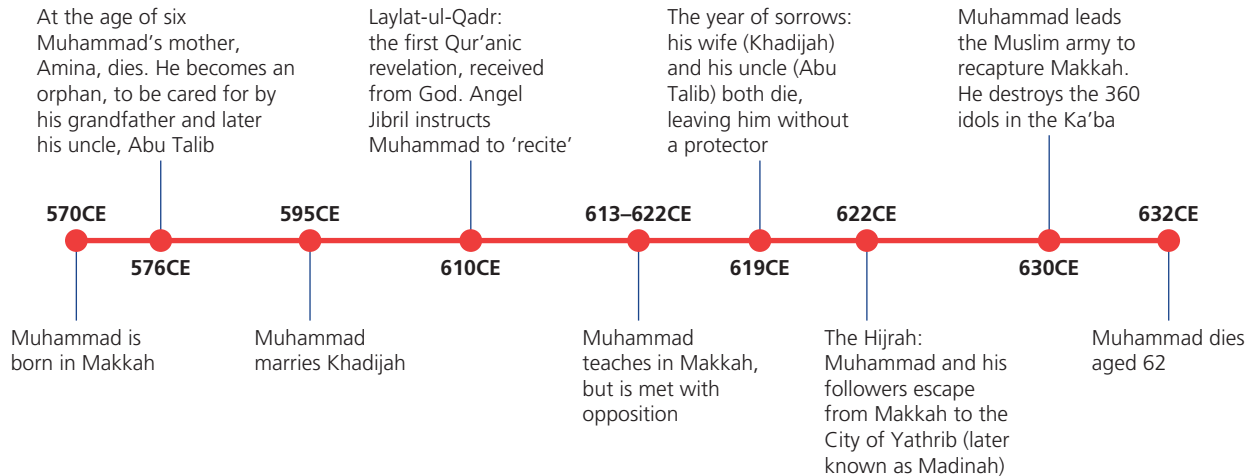 At the age of six
Muhammad’s mother,
Amina, dies. He becomes an
orphan, to be cared for by
his grandfather and later
his uncle, Abu Talib
Laylat-ul-Qadr:
the first Qur’anic
revelation, received
from God. Angel
Jibril instructs
Muhammad to ‘recite’
The year of sorrows:
his wife (Khadijah)
and his uncle (Abu
Talib) both die,
leaving him without
a protector
Muhammad leads
the Muslim army to
recapture Makkah.
He destroys the 360
idols in the Ka’ba
570CE
576CE
595CE
610CE
613–622CE
619CE
622CE
630CE
632CE
Muhammad is
born in Makkah
Muhammad
marries Khadijah
Muhammad
teaches in Makkah,
but is met with
opposition
The Hijrah:
Muhammad and his
followers escape
from Makkah to the
City of Yathrib (later
known as Madinah)
Muhammad dies
aged 62